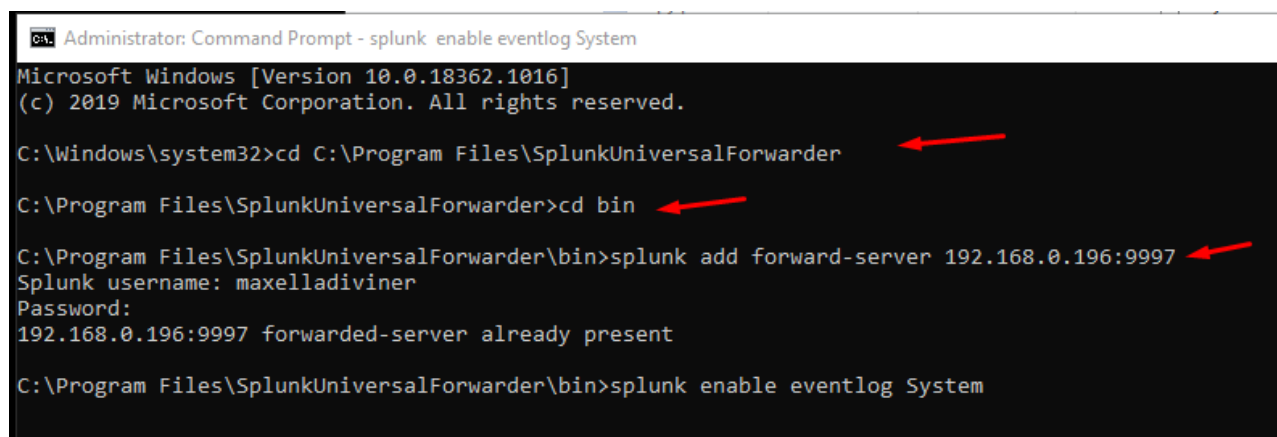 Administrator: Command Prompt - splunk  enable eventlog System
Microsoft Windows [Version 10.0.18362.1016]
(c) 2019 Microsoft Corporation. All rights reserved.
C:\Windows\system32>cd C:\Program Files\SplunkUniversalForwarder
C:\Program Files\SplunkUniversalForwarder>cd bin
C:\Program Files\SplunkUniversalForwarder\bin>splunk add forward-server 192.168.0.196:9997
Splunk username: maxelladiviner
Password:
192.168.0.196:9997 forwarded-server already present
C:\Program Files\SplunkUniversalForwarder\bin>splunk enable eventlog System